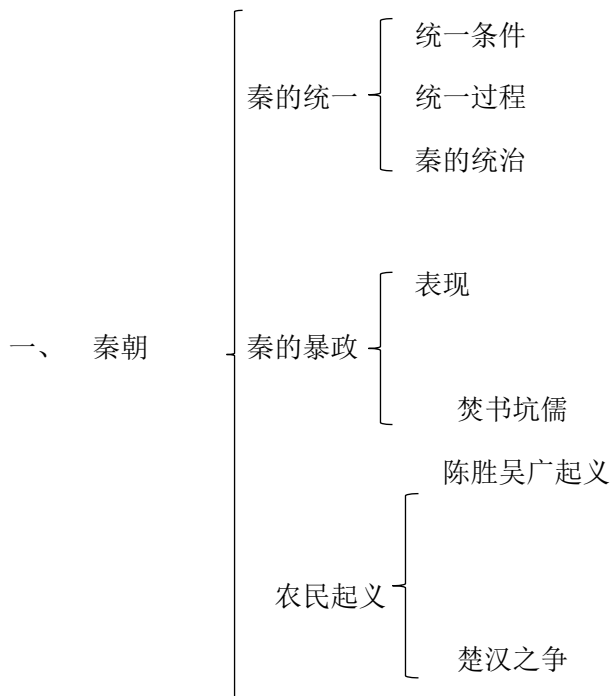 统一条件
秦的统一
统一过程
秦的统治
表现
一、 秦朝
秦的暴政
焚书坑儒
陈胜吴广起义
农民起义
楚汉之争